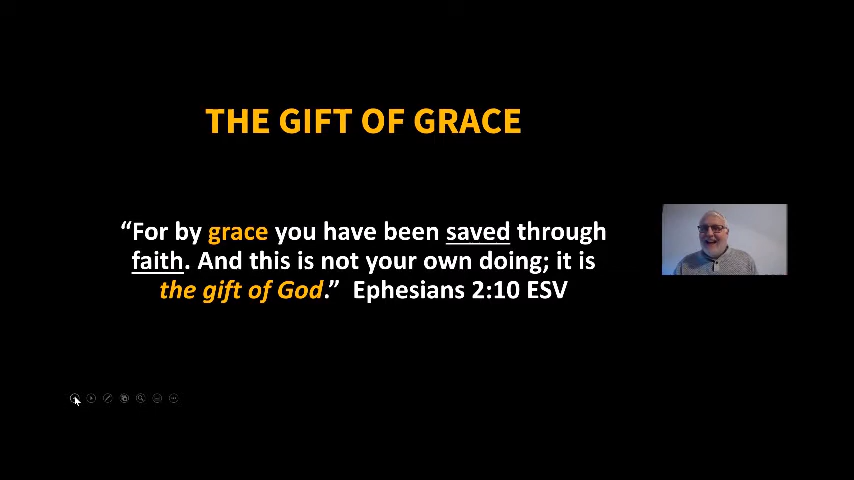 THE GIFT OF GRACE
“For by grace you have been saved through
faith. And this is not your own doing; it is
the gift of God.”  Ephesians 2:10 ESV